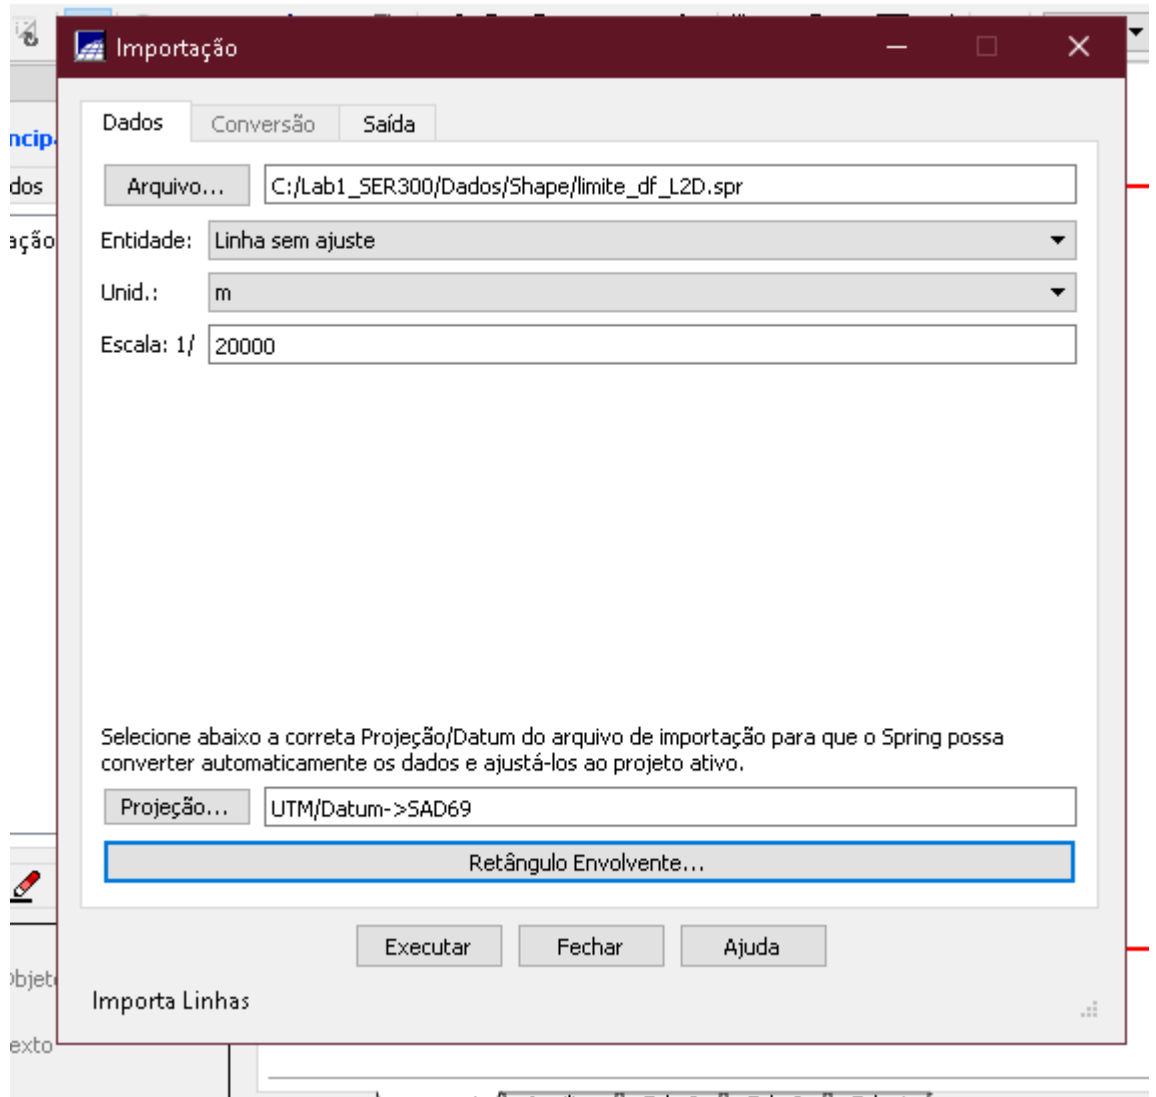 Importação
Dados Conversão Saída
Arquivo... C:/Lab1_SER300/Dados/Shape/limite_df_L2D.spr
Entidade: Linha sem ajuste
Unid.: m
Escala: 1/ 20000
Selecione abaixo a correta Projeção/Datum do arquivo de importação para que o Spring possa
converter automaticamente os dados e ajustá-los ao projeto ativo.
Projeção... UTM/Datum->SAD69
Retângulo Envolvente...
Executar Fechar Ajuda
Importa Linhas